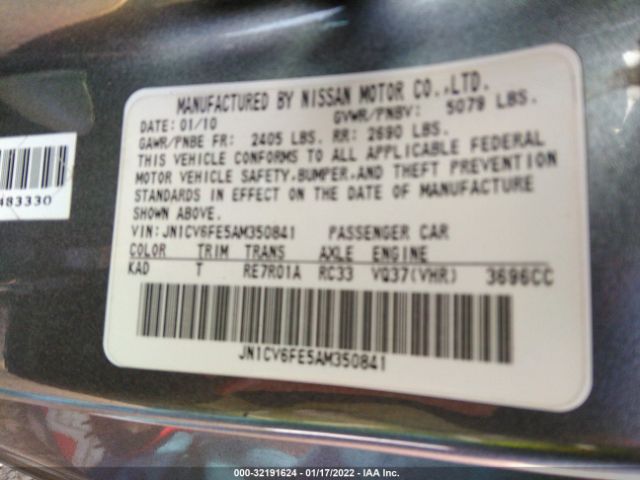 MANUFACTURED BY NISSAN MOTOR CO.,LTD.
DATE: 01/10 GVWR/PNBV: 5079 LBS.
GAWR/PNBE FR: 2405 LBS. RR: 2690 LBS.
THIS VEHICLE CONFORMS TO ALL APPLICABLE FEDERAL
MOTOR VEHICLE SAFETY,BUMPER,AND THEFT PREVENTION
STANDARDS IN EFFECT ON THE DATE OF MANUFACTURE
SHOWN ABOVE.
VIN: JN1CV6FE5AM350841 PASSENGER CAR
COLOR TRIM TRANS AXLE ENGINE
KAD T RE7R01A RC33 VQ37(VHR) 3696CC
JN1CV6FE5AM350841
483330
000-32191624 - 01/17/2022 - IAA Inc.